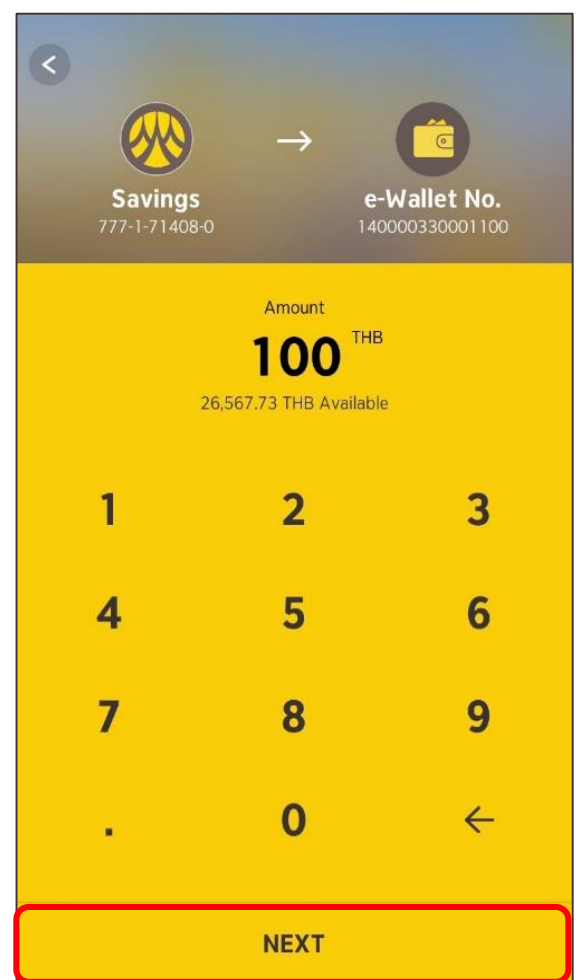 Savings
777-1-71408-0
e-Wallet No.
140000330001100
Amount
100 THB
26,567.73 THB Available
1 2 3
4 5 6
7 8 9
. 0
NEXT